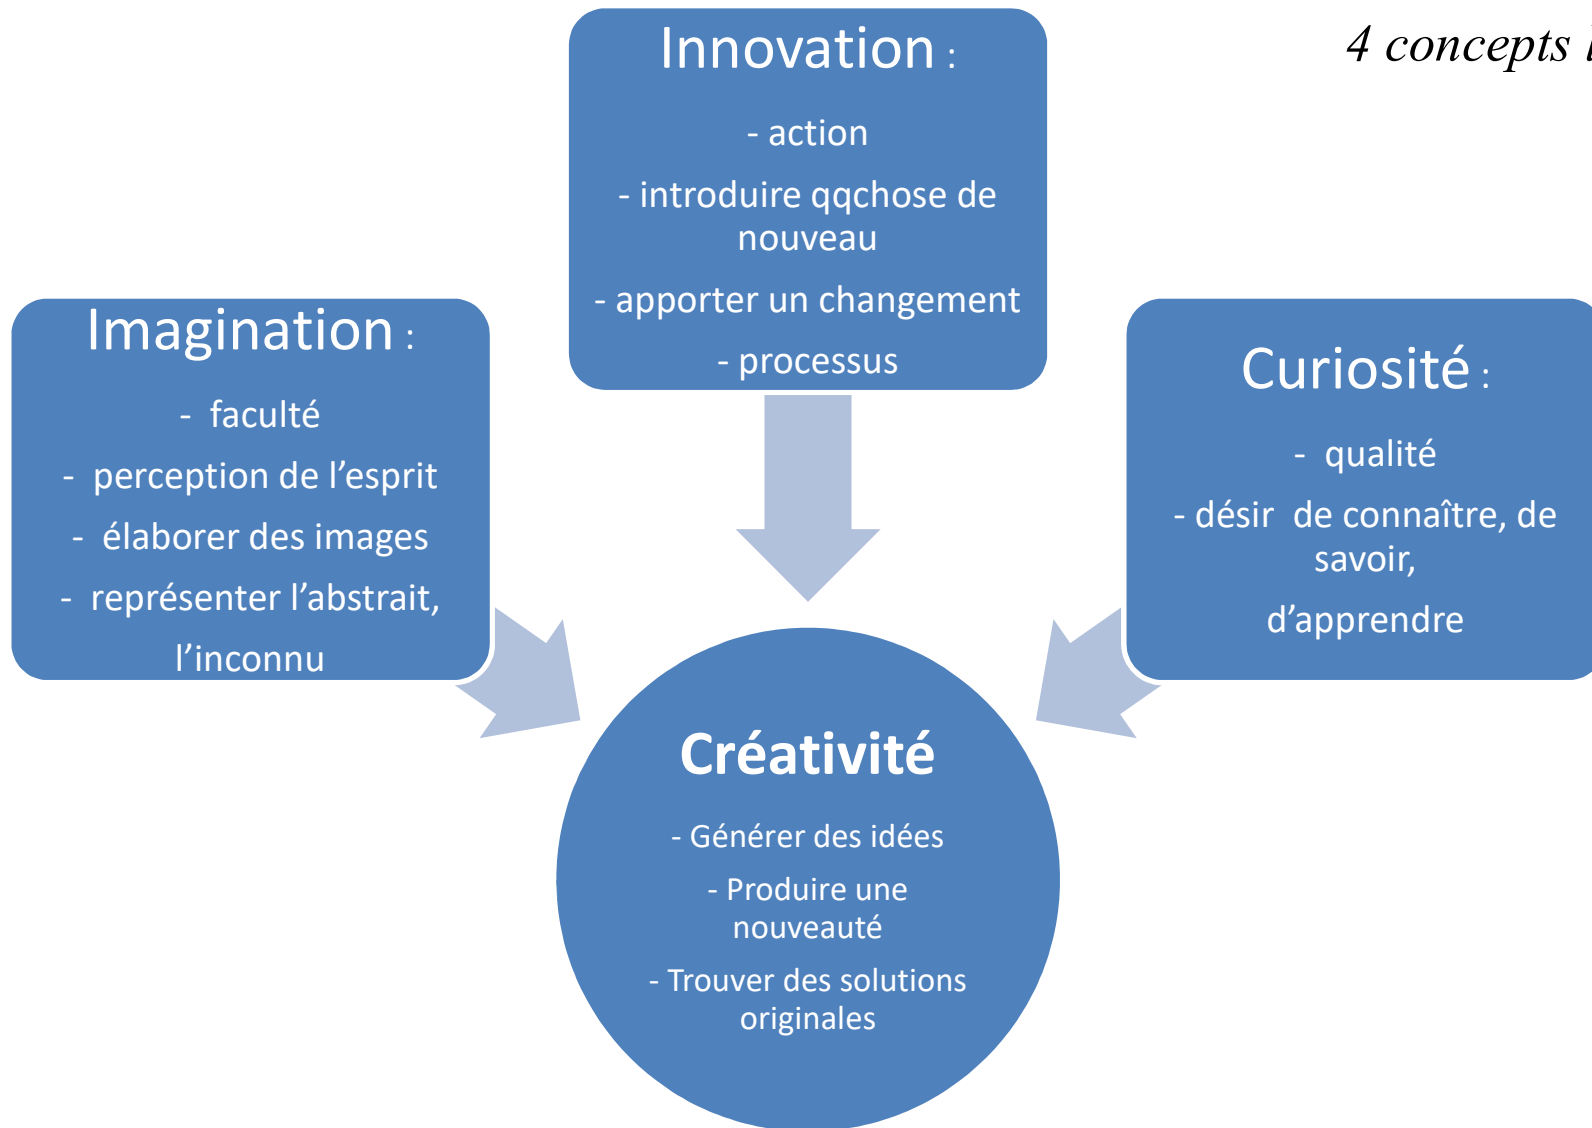 4 concepts
Innovation :
- action
- introduire qqchose de
nouveau
- apporter un changement
- processus
Imagination :
- faculté
- perception de l’esprit
- élaborer des images
- représenter l’abstrait,
l’inconnu
Curiosité :
- qualité
- désir de connaître, de
savoir,
d’apprendre
Créativité
- Générer des idées
- Produire une
nouveauté
- Trouver des solutions
originales